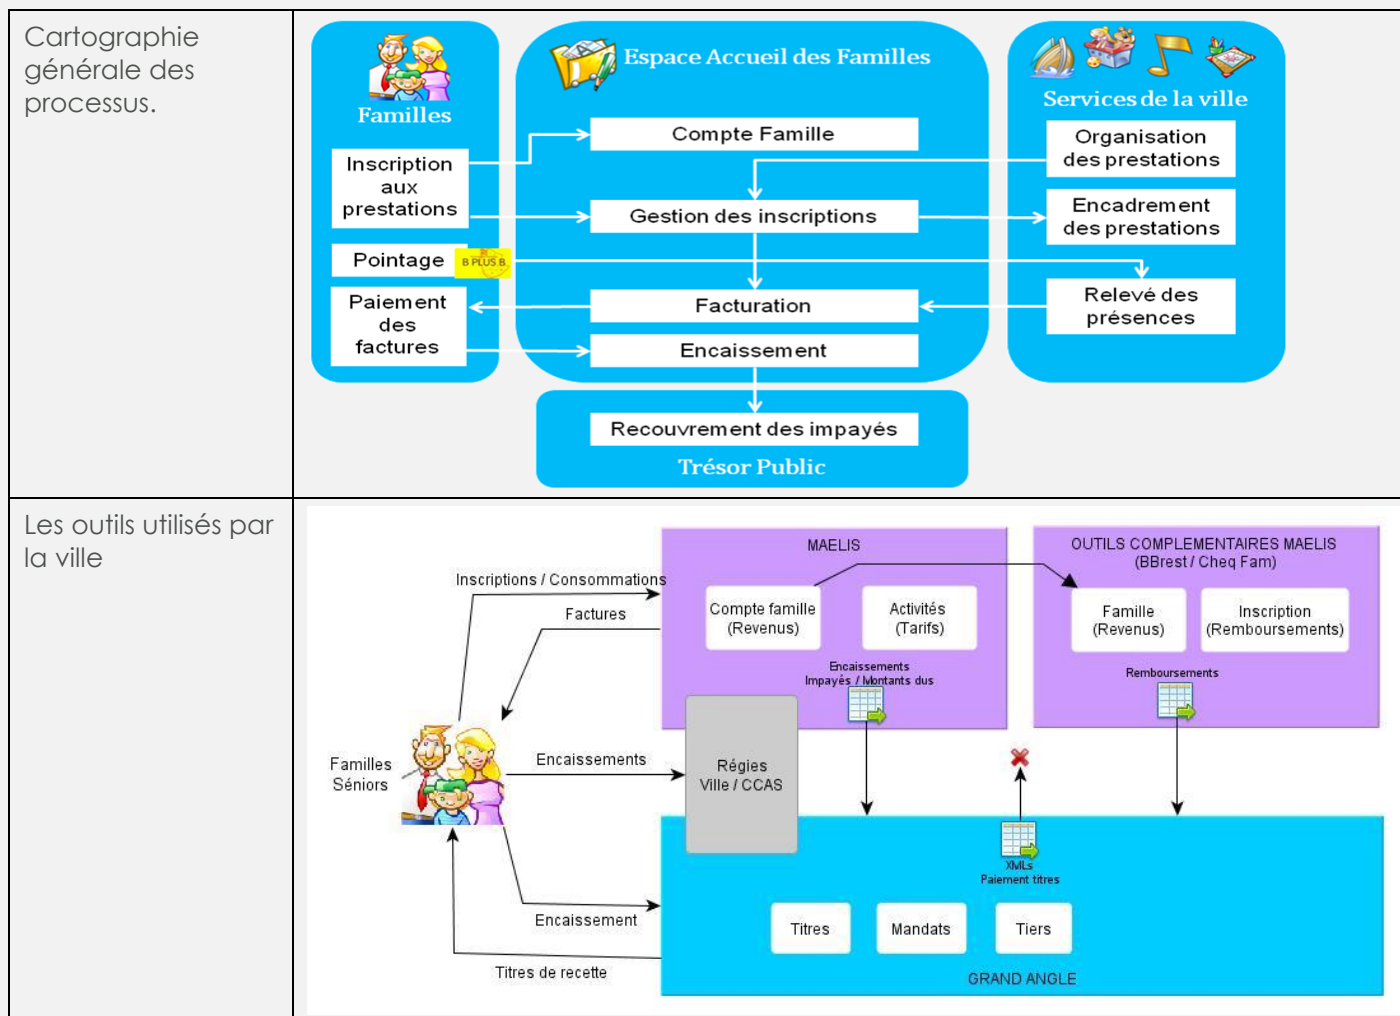 Cartographie
générale des
processus.
Familles
Inscription
aux
prestations
Pointage
B PLUS B
Paiement
des
factures
Espace Accueil des Familles
Compte Famille
Gestion des inscriptions
Facturation
Encaissement
Services de la ville
Organisation
des prestations
Encadrement
des prestations
Relevé des
présences
Recouvrement des impayés
Trésor Public
Les outils utilisés par
la ville
Inscriptions / Consommations
Factures
Familles
Séniors
Encaissements
Encaissement
Titres de recette
MAELIS
Compte famille
(Revenus)
Activités
(Tarifs)
Encaissements
Impayés / Montants dus
Régies
Ville / CCAS
OUTILS COMPLEMENTAIRES MAELIS
(BBrest / Cheq Fam)
Famille
(Revenus)
Inscription
(Remboursements)
Remboursements
XMLs
Paiement titres
Titres
Mandats
Tiers
GRAND ANGLE